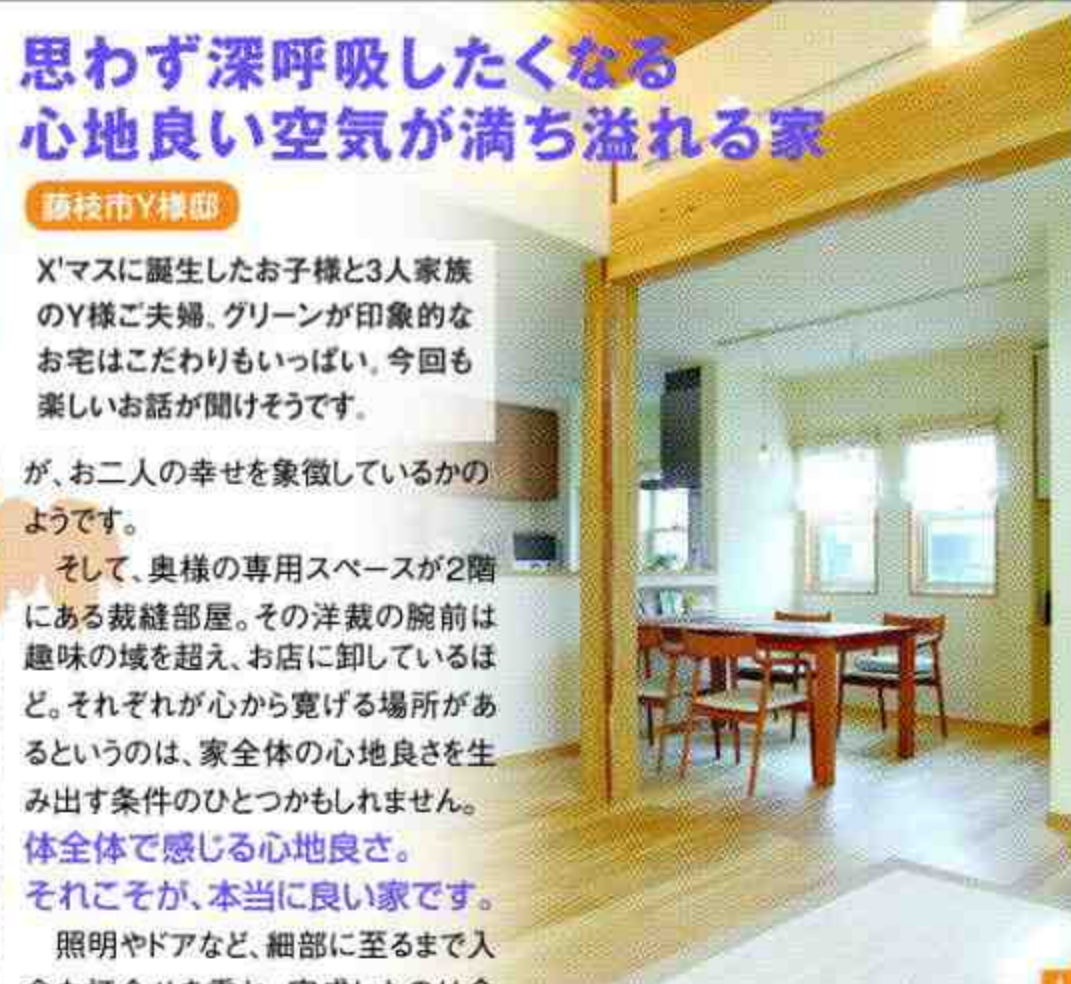 思わず深呼吸したくなる
心地良い空気が満ち溢れる家
藤枝市Y様邸
X'マスに誕生したお子様と3人家族
のY様ご夫婦。グリーンが印象的な
お宅はこだわりもいっぱい。今回も
楽しいお話が聞けそうです。
が、お二人の幸せを象徴しているかの
ようです。
そして、奥様の専用スペースが2階
にある裁縫部屋。その洋裁の腕前は
趣味の域を超え、お店に卸しているほ
ど。それぞれが心から寛げる場所があ
るというのは、家全体の心地良さを生
み出す条件のひとつかもしれません。
体全体で感じる心地良さ。
それこそが、本当に良い家です。
照明やドアなど、細部に至るまで入